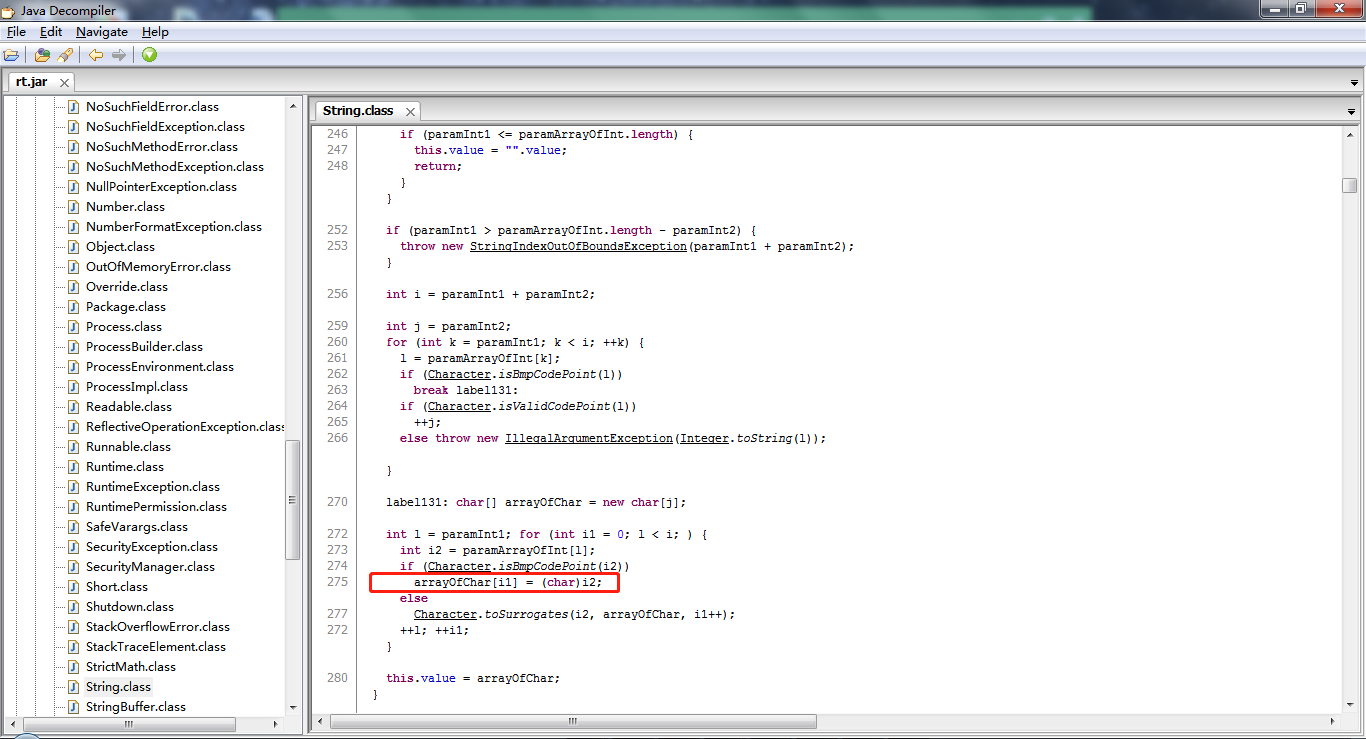 Java Decompiler
File Edit Navigate Help
rt.jar
NoSuchFieldError.class
NoSuchFieldException.class
NoSuchMethodError.class
NoSuchMethodException.class
NullPointerException.class
Number.class
NumberFormatException.class
Object.class
OutOfMemoryError.class
Override.class
Package.class
Process.class
ProcessBuilder.class
ProcessEnvironment.class
ProcessImpl.class
Readable.class
ReflectiveOperationException.class
Runnable.class
Runtime.class
RuntimeException.class
RuntimePermission.class
SafeVarargs.class
SecurityException.class
SecurityManager.class
Short.class
Shutdown.class
StackOverflowError.class
StackTraceElement.class
StrictMath.class
String.class
StringBuffer.class
String.class
246 if (paramInt1 <= paramArrayOfInt.length) {
247 this.value = "".value;
248 return;
}
}
252 if (paramInt1 > paramArrayOfInt.length - paramInt2) {
253 throw new StringIndexOutOfBoundsException(paramInt1 + paramInt2);
}
256 int i = paramInt1 + paramInt2;
259 int j = paramInt2;
260 for (int k = paramInt1; k < i; ++k) {
261 l = paramArrayOfInt[k];
262 if (Character.isBmpCodePoint(l))
263 break label131:
264 if (Character.isValidCodePoint(l))
265 ++j;
266 else throw new IllegalArgumentException(Integer.toString(l));
}
270 label131: char[] arrayOfChar = new char[j];
272 int l = paramInt1; for (int i1 = 0; l < i; ) {
273 int i2 = paramArrayOfInt[l];
274 if (Character.isBmpCodePoint(i2))
275 arrayOfChar[i1] = (char)i2;
else
277 Character.toSurrogates(i2, arrayOfChar, i1++);
272 ++l; ++i1;
}
280 this.value = arrayOfChar;
}